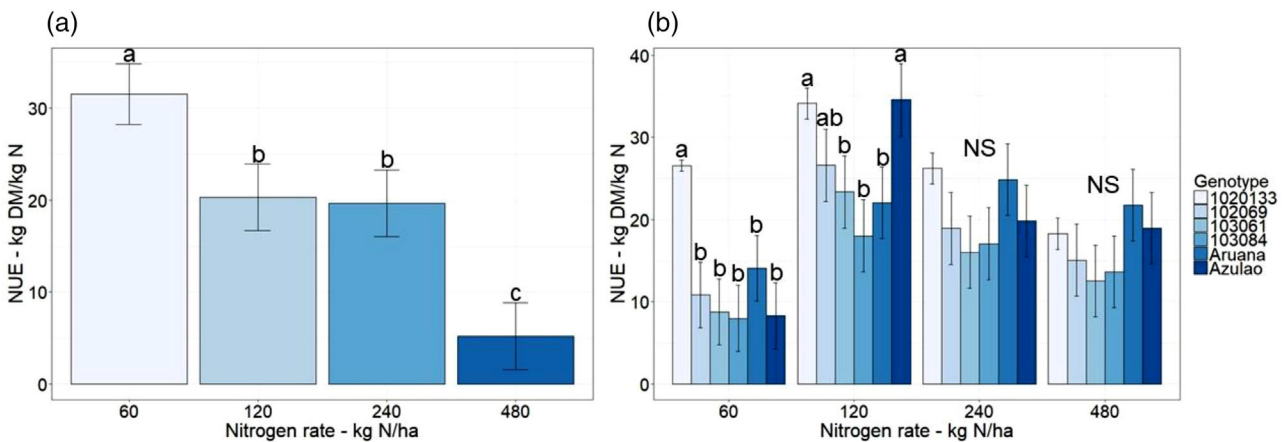 (a)
(b)
NUE - kg DM/kg N
30
20
10
0
a
b
b
c
60
120
240
480
Nitrogen rate - kg N/ha
NUE - kg DM/kg N
40
30
20
10
0
a
b
b
b
b
b
a
ab
b
b
b
a
NS
NS
60
120
240
480
Nitrogen rate - kg N/ha
Genotype
1020133
102069
103061
103084
Aruana
Azulao